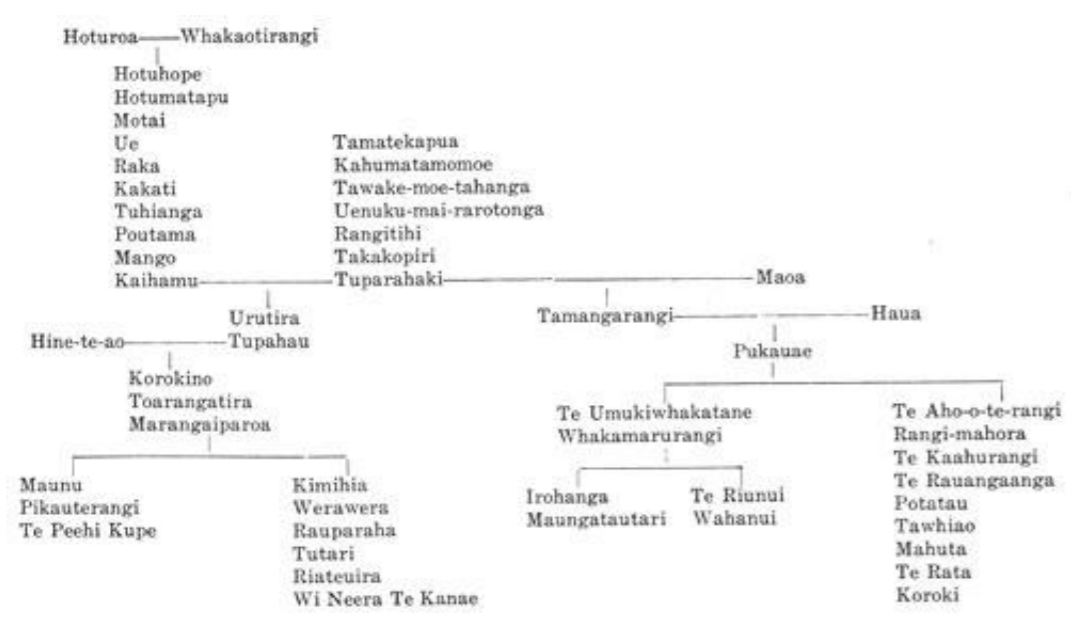 Hoturoa Whakaotirangi
Hotuhope
Hotumatapu
Motai
Ue Tamatekapua
Raka Kahumatamomoe
Kakati Tawake-moe-tahanga
Tuhianga Uenuku-mai-rarotonga
Poutama Rangitihi
Mango Takakopiri
Kaihamu Tuparahaki Maoa
Urutira Tamangarangi Haua
Hine-te-ao Tupahau
Pukauae
Korokino
Toarangatira
Marangaiparoa
Te Umukiwhakatane Te Aho-o-te-rangi
Whakamarurangi Rangi-mahora
Te Kaahurangi
Te Rauangaanga
Potatau
Tawhiao
Mahuta
Te Rata
Koroki
Maunu Kimihia
Pikauterangi Werawera
Te Peehi Kupe Rauparaha
Tutari
Riateuira
Wi Neera Te Kanae
Irohanga Te Riunui
Maungatautari Wahanui